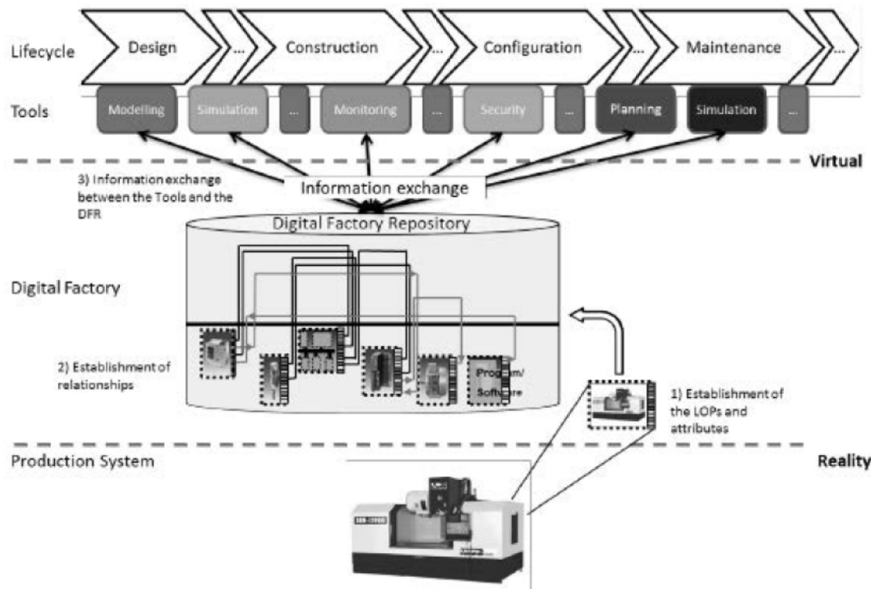 Lifecycle
Design
...
Construction
...
Configuration
...
Maintenance
...
Tools
Modelling
Simulation
...
Monitoring
...
Security
...
Planning
Simulation
...
Virtual
3) Information exchange
between the Tools and the
DFR
Information exchange
Digital Factory Repository
Digital Factory
2) Establishment of
relationships
Program/
Software
1) Establishment of
the LOPs and
attributes
Production System
Reality